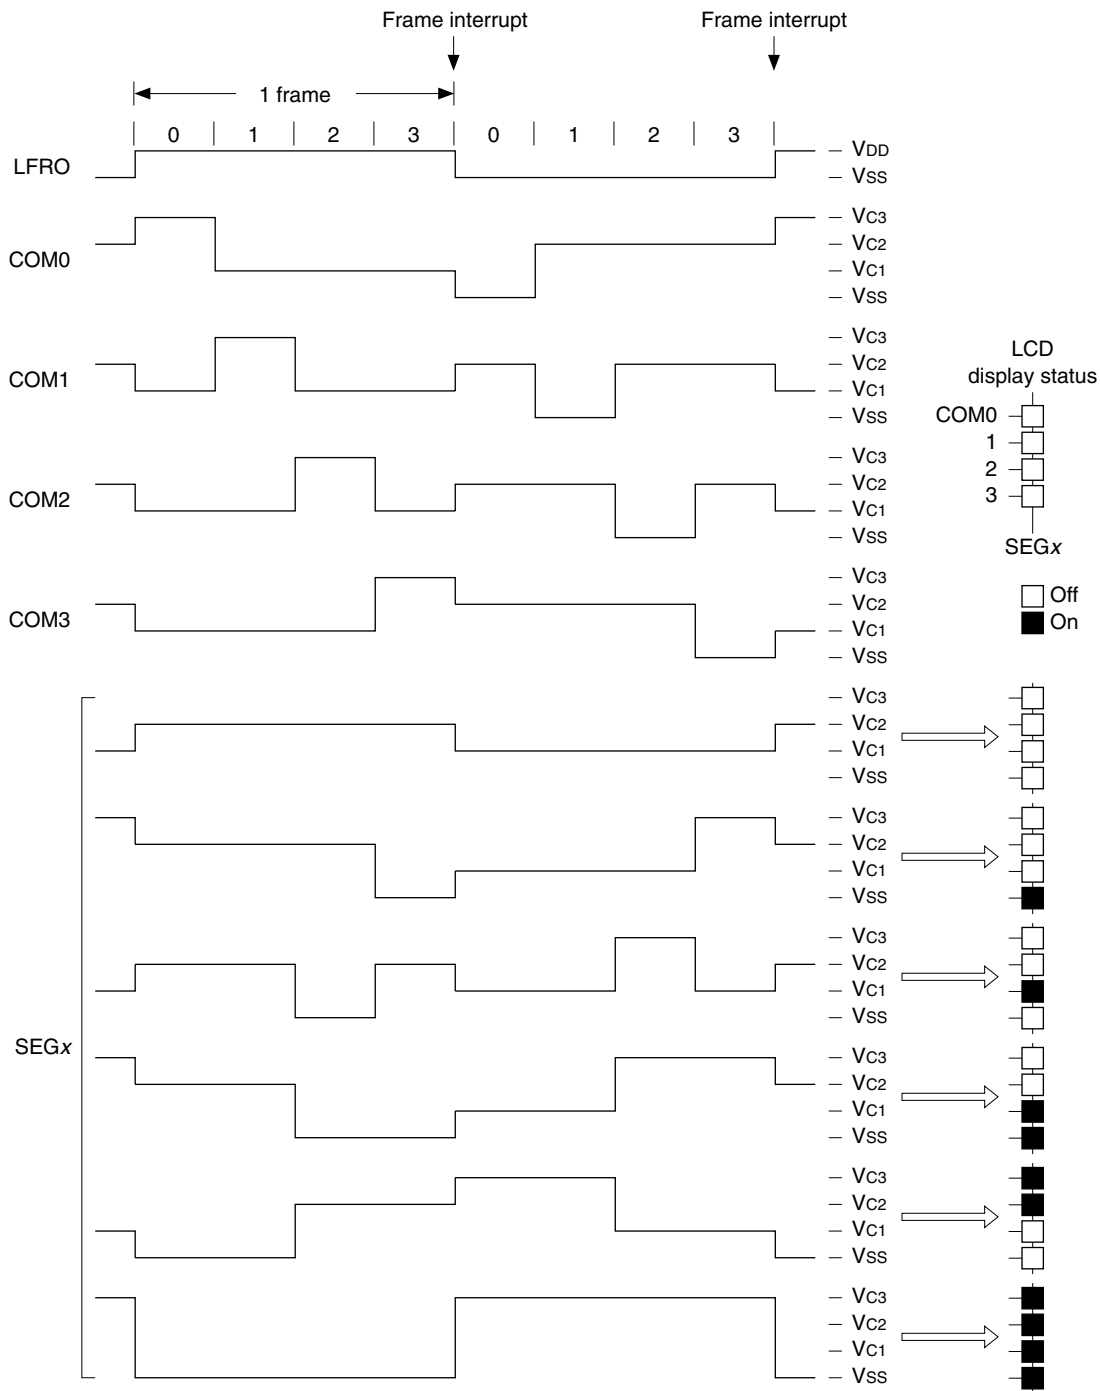 Frame interrupt Frame interrupt
1 frame
0 1 2 3 0 1 2 3
LFRO
VDD
VSS
COM0
VC3
VC2
VC1
VSS
COM1
VC3
VC2
VC1
VSS
COM2
VC3
VC2
VC1
VSS
COM3
VC3
VC2
VC1
VSS
LCD
display status
COM0
1
2
3
SEGx
Off
On
SEGx
VC3
VC2
VC1
VSS
VC3
VC2
VC1
VSS
VC3
VC2
VC1
VSS
VC3
VC2
VC1
VSS
VC3
VC2
VC1
VSS
VC3
VC2
VC1
VSS